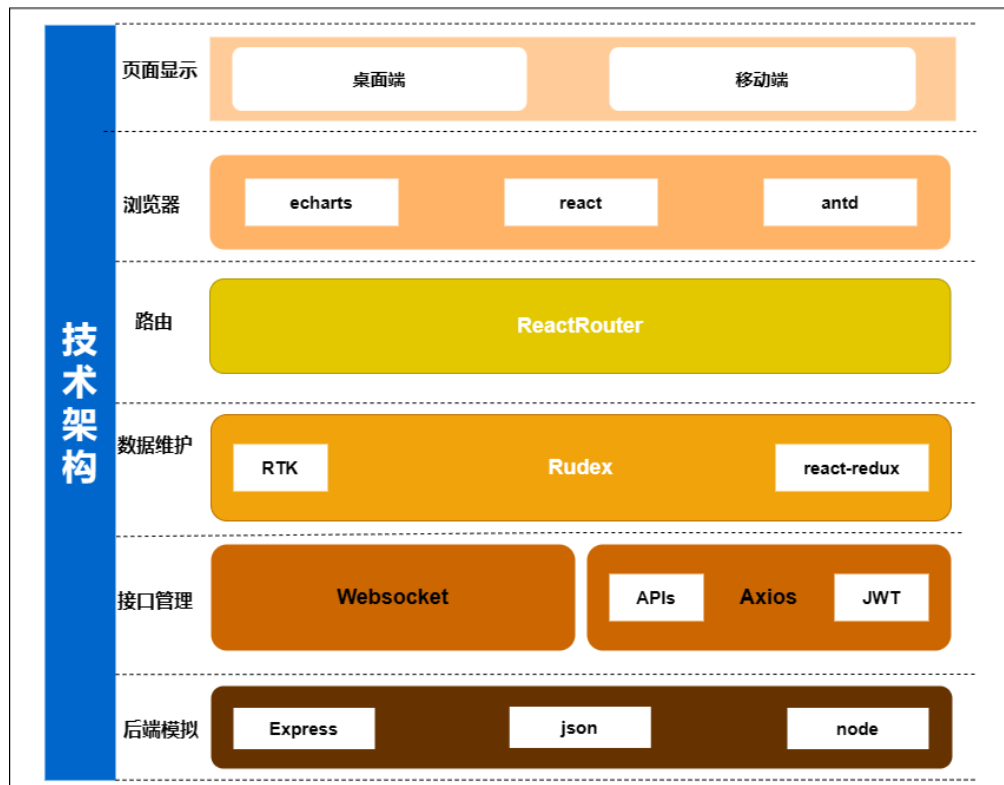 技术架构
页面显示
桌面端
移动端
浏览器
echarts
react
antd
路由
ReactRouter
数据维护
RTK
Rudex
react-redux
接口管理
Websocket
APIs
Axios
JWT
后端模拟
Express
json
node